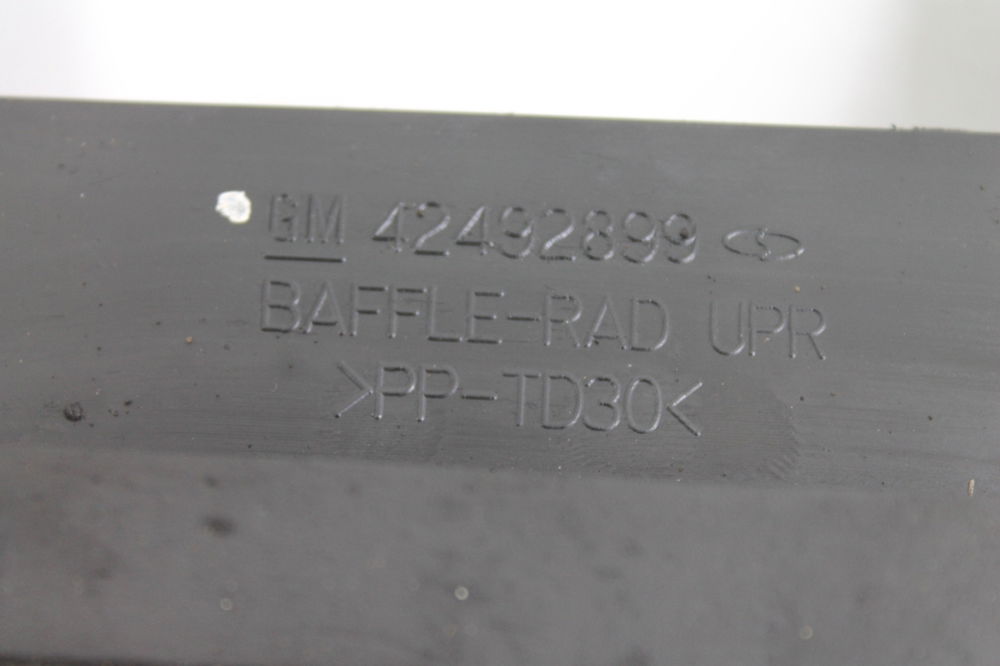 GM 42492899
BAFFLE-RAD UPR
>PP-TD30<